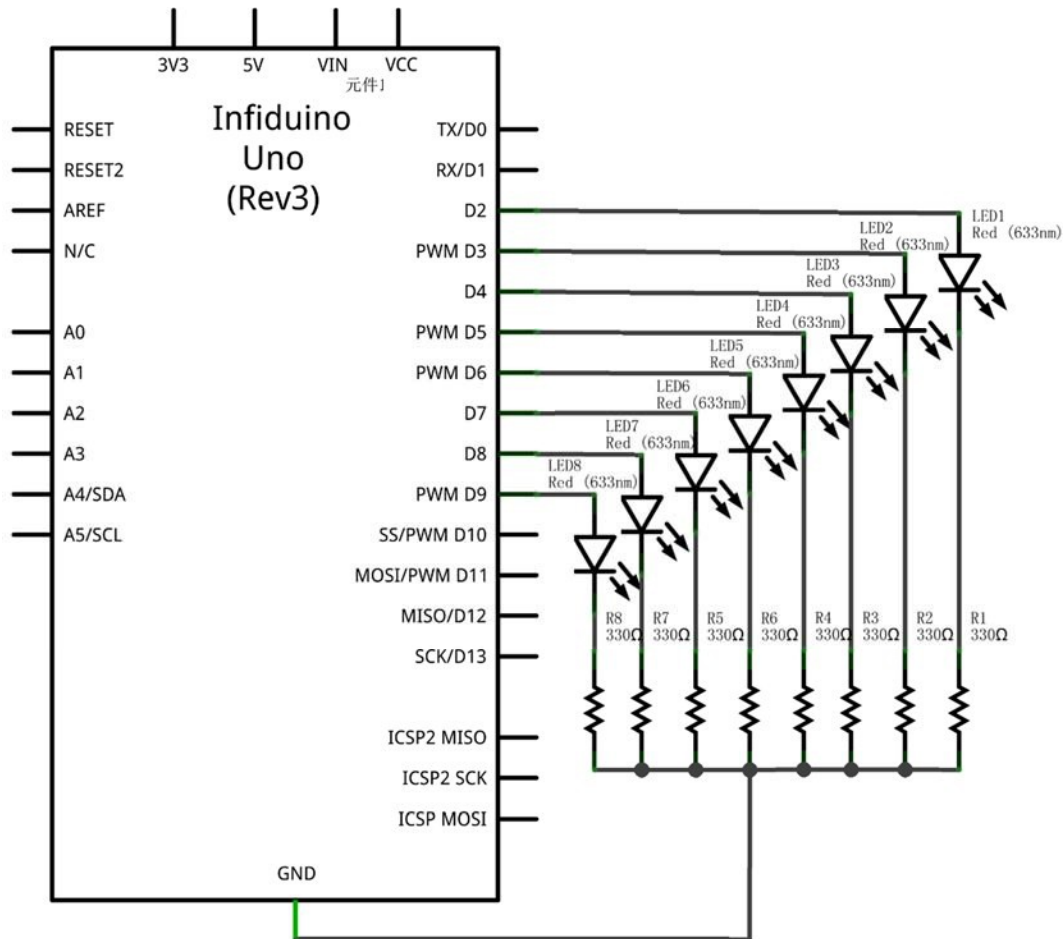 3V3
5V
VIN
VCC
元件1
Infiduino
Uno
(Rev3)
RESET
RESET2
AREF
N/C
A0
A1
A2
A3
A4/SDA
A5/SCL
TX/D0
RX/D1
D2
PWM D3
D4
PWM D5
PWM D6
D7
D8
PWM D9
SS/PWM D10
MOSI/PWM D11
MISO/D12
SCK/D13
ICSP2 MISO
ICSP2 SCK
ICSP MOSI
GND
LED1
Red (633nm)
LED2
Red (633nm)
LED3
Red (633nm)
LED4
Red (633nm)
LED5
Red (633nm)
LED6
Red (633nm)
LED7
Red (633nm)
LED8
Red (633nm)
R8
330Ω
R7
330Ω
R5
330Ω
R6
330Ω
R4
330Ω
R3
330Ω
R2
330Ω
R1
330Ω